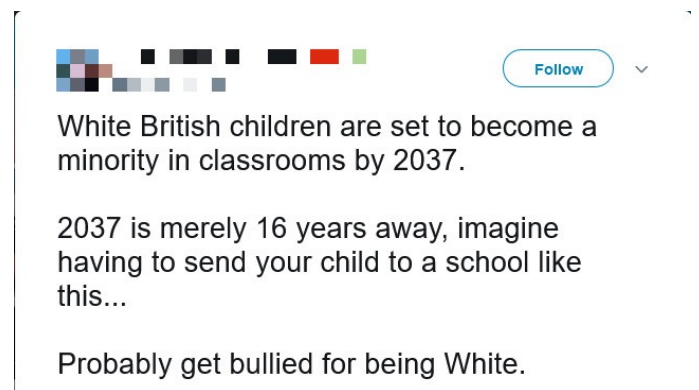 Follow
White British children are set to become a
minority in classrooms by 2037.
2037 is merely 16 years away, imagine
having to send your child to a school like
this...
Probably get bullied for being White.